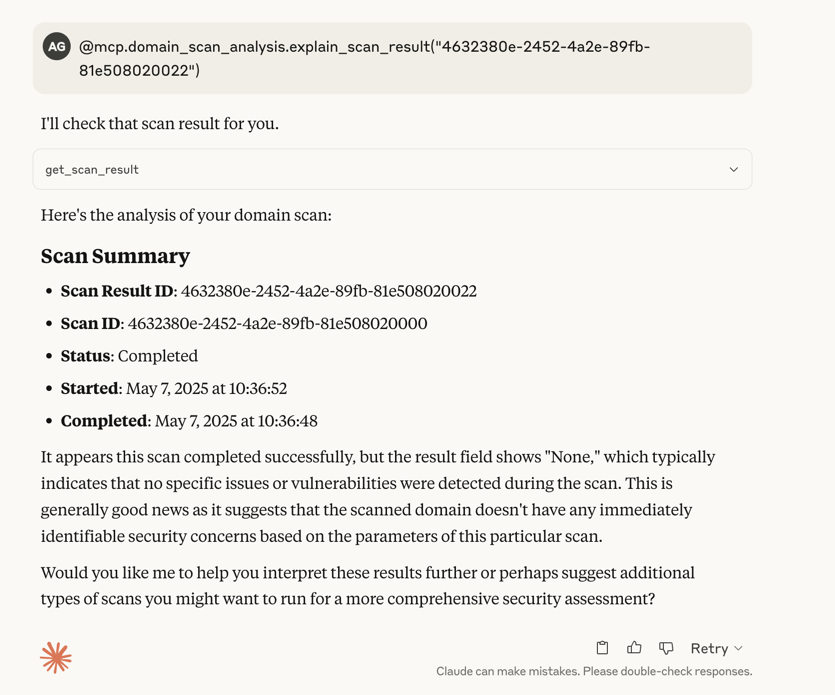 AG
@mcp.domain_scan_analysis.explain_scan_result("4632380e-2452-4a2e-89fb-
81e508020022")
I'll check that scan result for you.
get_scan_result
Here's the analysis of your domain scan:
Scan Summary
• Scan Result ID: 4632380e-2452-4a2e-89fb-81e508020022
• Scan ID: 4632380e-2452-4a2e-89fb-81e508020000
• Status: Completed
• Started: May 7, 2025 at 10:36:52
• Completed: May 7, 2025 at 10:36:48
It appears this scan completed successfully, but the result field shows "None," which typically
indicates that no specific issues or vulnerabilities were detected during the scan. This is
generally good news as it suggests that the scanned domain doesn't have any immediately
identifiable security concerns based on the parameters of this particular scan.
Would you like me to help you interpret these results further or perhaps suggest additional
types of scans you might want to run for a more comprehensive security assessment?
Retry
Claude can make mistakes. Please double-check responses.